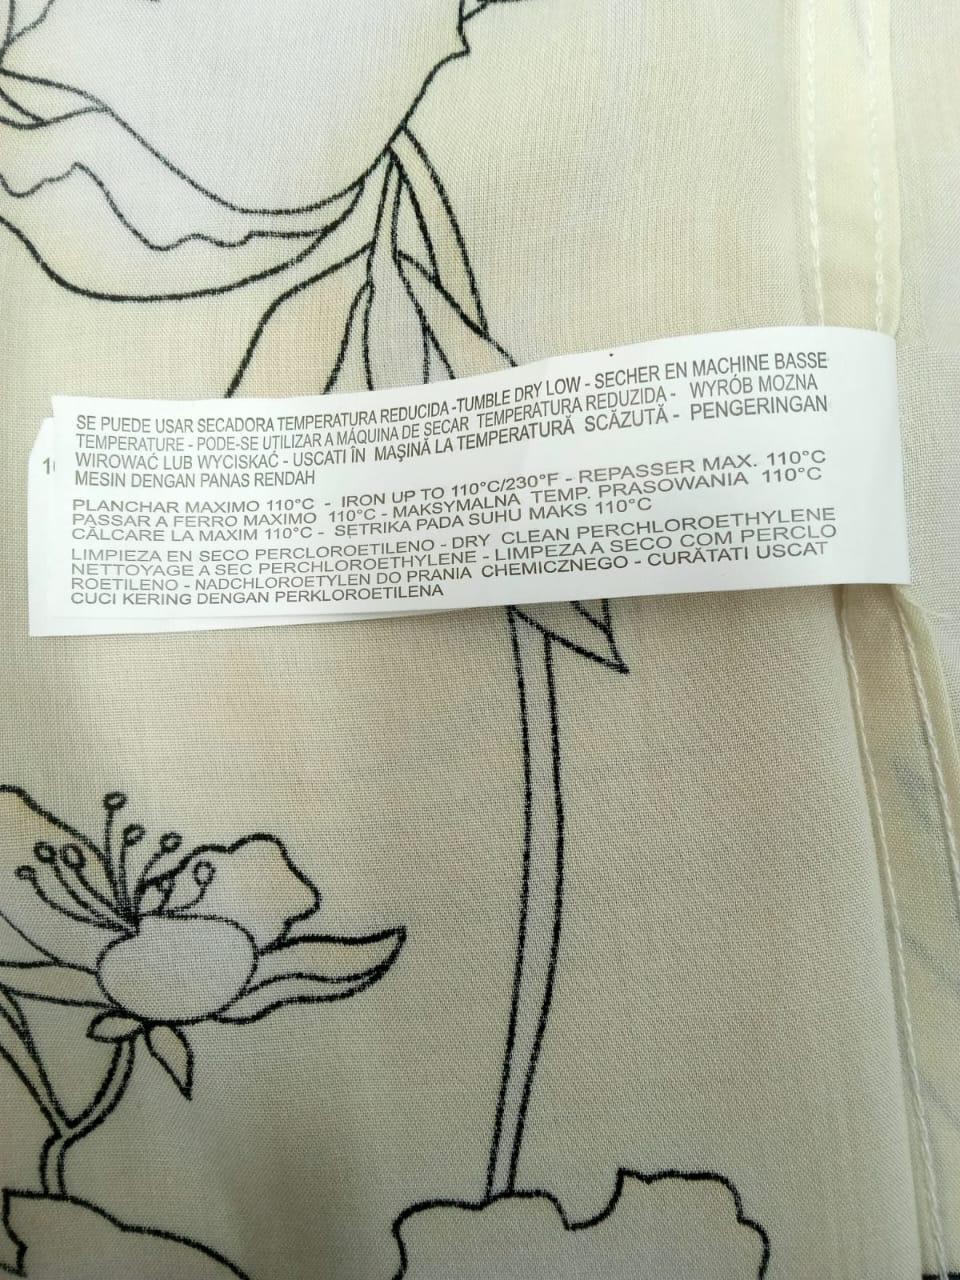 SE PUEDE USAR SECADORA TEMPERATURA REDUCIDA -TUMBLE DRY LOW - SECHER EN MACHINE BASSE
TEMPERATURE - PODE-SE UTILIZAR A MÁQUINA DE SECAR TEMPERATURA REDUZIDA - WYRÓB MOZNA
WIROWAĆ LUB WYCISKAĆ - USCATI ÎN MAŞINĂ LA TEMPERATURĂ SCĂZUTĂ - PENGERINGAN
MESIN DENGAN PANAS RENDAH
PLANCHAR MAXIMO 110°C - IRON UP TO 110°C/230°F - REPASSER MAX. 110°C
PASSAR A FERRO MAXIMO 110°C - MAKSYMALNA TEMP. PRASOWANIA 110°C
CĂLCARE LA MAXIM 110°C - SETRIKA PADA SUHU MAKS 110°C
LIMPIEZA EN SECO PERCLOROETILENO - DRY CLEAN PERCHLOROETHYLENE
NETTOYAGE A SEC PERCHLOROETHYLENE - LIMPEZA A SECO COM PERCLO
ROETILENO - NADCHLOROETYLEN DO PRANIA CHEMICZNEGO - CURĂTATI USCAT
CUCI KERING DENGAN PERKLOROETILENA